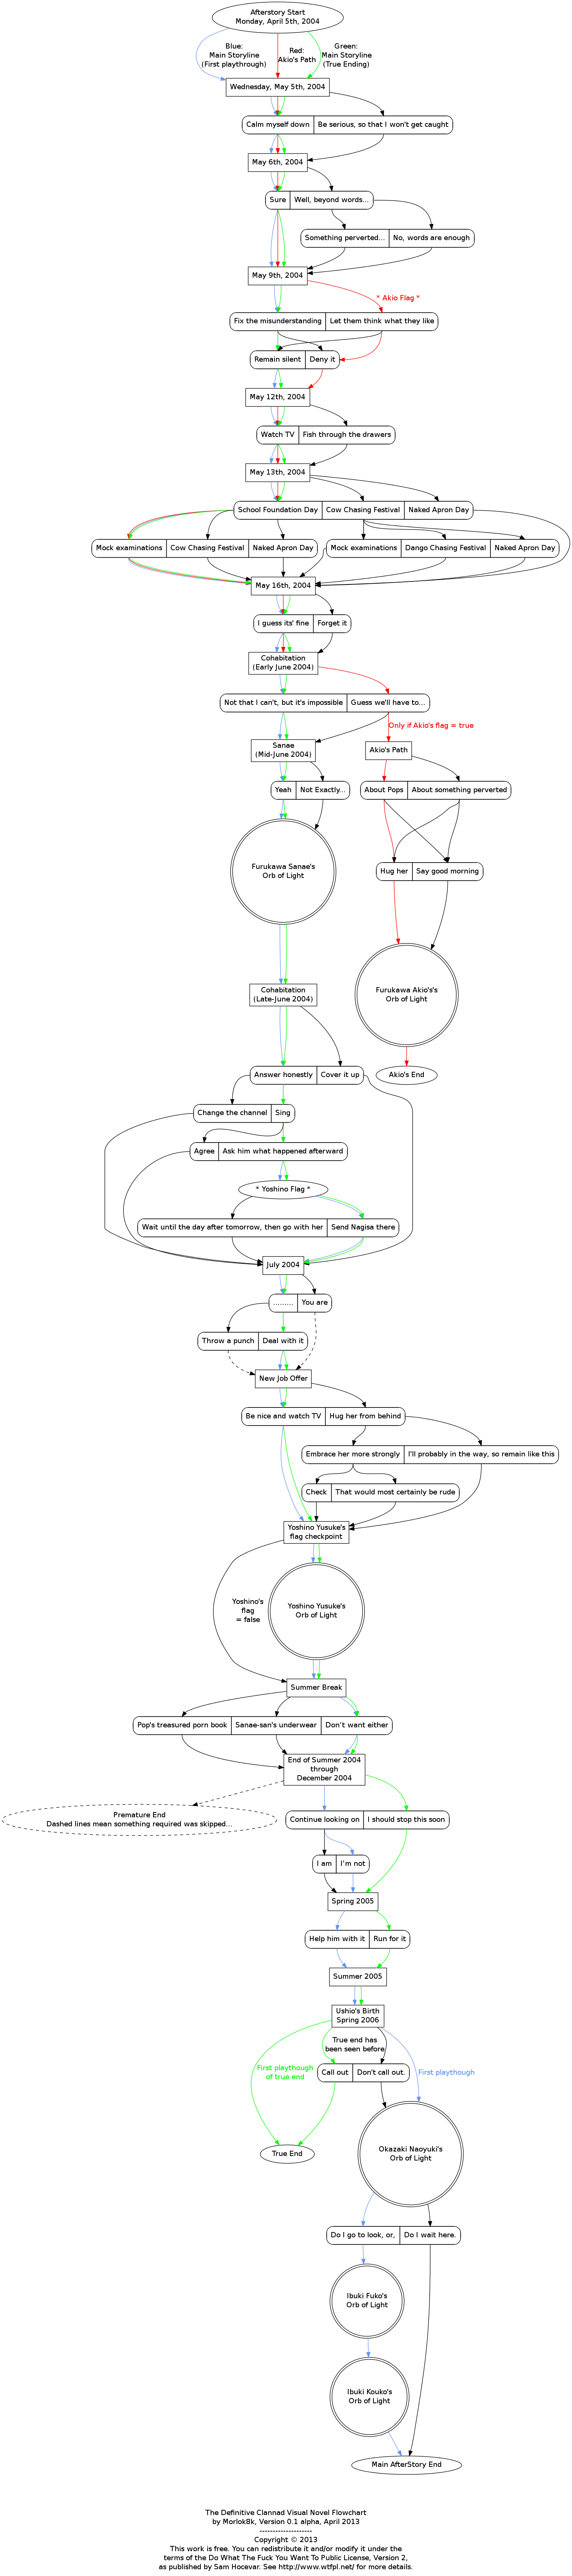 Afterstory Start
Monday, April 5th, 2004
Blue:
Main Storyline
(First playthrough)
Red:
Akio's Path
Green:
Main Storyline
(True Ending)
Wednesday, May 5th, 2004
Calm myself down
Be serious, so that I won't get caught
May 6th, 2004
Sure
Well, beyond words...
Something perverted...
No, words are enough
May 9th, 2004
* Akio Flag *
Fix the misunderstanding
Let them think what they like
Remain silent
Deny it
May 12th, 2004
Watch TV
Fish through the drawers
May 13th, 2004
School Foundation Day
Cow Chasing Festival
Naked Apron Day
Mock examinations
Cow Chasing Festival
Naked Apron Day
Mock examinations
Dango Chasing Festival
Naked Apron Day
May 16th, 2004
I guess its' fine
Forget it
Cohabitation
(Early June 2004)
Not that I can't, but it's impossible
Guess we'll have to...
Only if Akio's flag = true
Sanae
(Mid-June 2004)
Akio's Path
Yeah
Not Exactly...
About Pops
About something perverted
Furukawa Sanae's
Orb of Light
Hug her
Say good morning
Furukawa Akio's's
Orb of Light
Cohabitation
(Late-June 2004)
Answer honestly
Cover it up
Akio's End
Change the channel
Sing
Agree
Ask him what happened afterward
* Yoshino Flag *
Wait until the day after tomorrow, then go with her
Send Nagisa there
July 2004
.........
You are
Throw a punch
Deal with it
New Job Offer
Be nice and watch TV
Hug her from behind
Embrace her more strongly
I'll probably in the way, so remain like this
Check
That would most certainly be rude
Yoshino Yusuke's
flag checkpoint
Yoshino's
flag
= false
Yoshino Yusuke's
Orb of Light
Summer Break
Pop's treasured porn book
Sanae-san's underwear
Don't want either
End of Summer 2004
through
December 2004
Premature End
Dashed lines mean something required was skipped...
Continue looking on
I should stop this soon
I am
I'm not
Spring 2005
Help him with it
Run for it
Summer 2005
Ushio's Birth
Spring 2006
True end has
been seen before
First playthough
of true end
Call out
Don't call out.
First playthough
True End
Okazaki Naoyuki's
Orb of Light
Do I go to look, or,
Do I wait here.
Ibuki Fuko's
Orb of Light
Ibuki Kouko's
Orb of Light
Main AfterStory End
The Definitive Clannad Visual Novel Flowchart
by Morlok8k, Version 0.1 alpha, April 2013
--------------------
Copyright © 2013
This work is free. You can redistribute it and/or modify it under the
terms of the Do What The Fuck You Want To Public License, Version 2,
as published by Sam Hocevar. See http://www.wtfpl.net/ for more details.